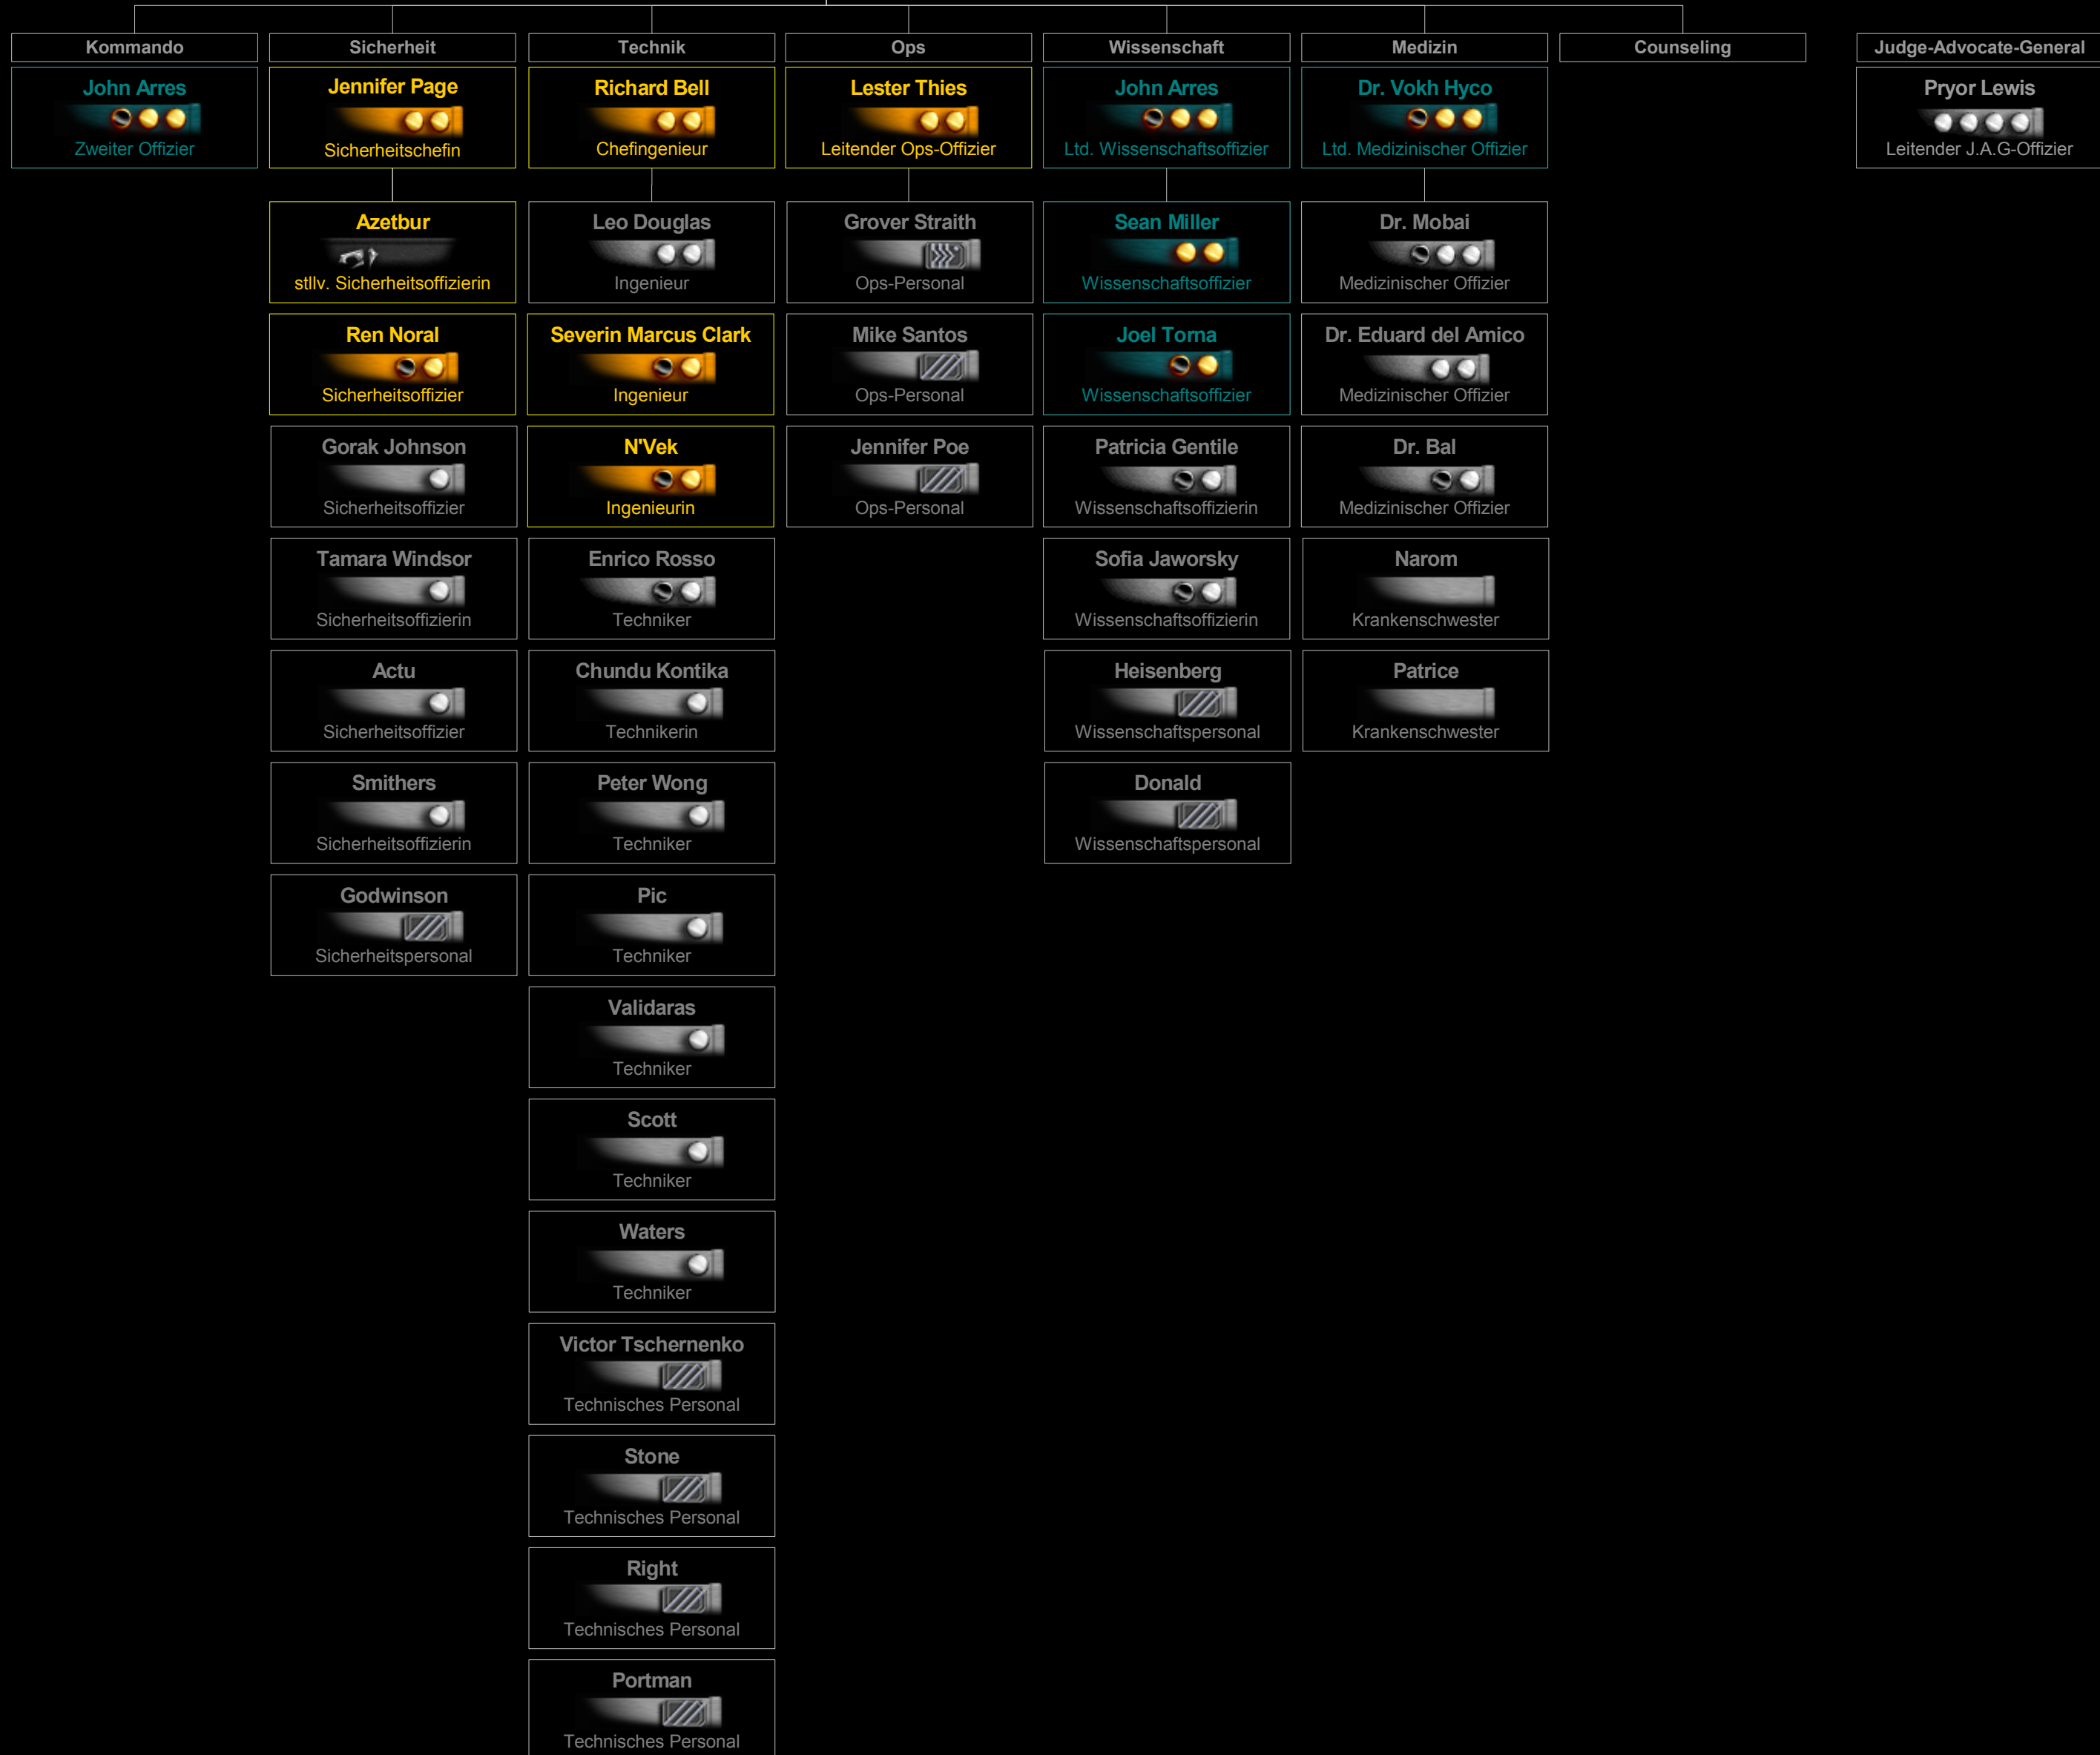 Kommando
Sicherheit
Technik
Ops
Wissenschaft
Medizin
Counseling
Judge-Advocate-General
John Arres
Zweiter Offizier
Jennifer Page
Sicherheitschefin
Richard Bell
Chefingenieur
Lester Thies
Leitender Ops-Offizier
John Arres
Ltd. Wissenschaftsoffizier
Dr. Vokh Hyco
Ltd. Medizinischer Offizier
Pryor Lewis
Leitender J.A.G-Offizier
Azetbur
stllv. Sicherheitsoffizierin
Leo Douglas
Ingenieur
Grover Straith
Ops-Personal
Sean Miller
Wissenschaftsoffizier
Dr. Mobai
Medizinischer Offizier
Ren Noral
Sicherheitsoffizier
Severin Marcus Clark
Ingenieur
Mike Santos
Ops-Personal
Joel Torna
Wissenschaftsoffizier
Dr. Eduard del Amico
Medizinischer Offizier
Gorak Johnson
Sicherheitsoffizier
N'Vek
Ingenieurin
Jennifer Poe
Ops-Personal
Patricia Gentile
Wissenschaftsoffizierin
Dr. Bal
Medizinischer Offizier
Tamara Windsor
Sicherheitsoffizierin
Enrico Rosso
Techniker
Sofia Jaworsky
Wissenschaftsoffizierin
Narom
Krankenschwester
Actu
Sicherheitsoffizier
Chundu Kontika
Technikerin
Heisenberg
Wissenschaftspersonal
Patrice
Krankenschwester
Smithers
Sicherheitsoffizierin
Peter Wong
Techniker
Donald
Wissenschaftspersonal
Godwinson
Sicherheitspersonal
Pic
Techniker
Validaras
Techniker
Scott
Techniker
Waters
Techniker
Victor Tschernenko
Technisches Personal
Stone
Technisches Personal
Right
Technisches Personal
Portman
Technisches Personal